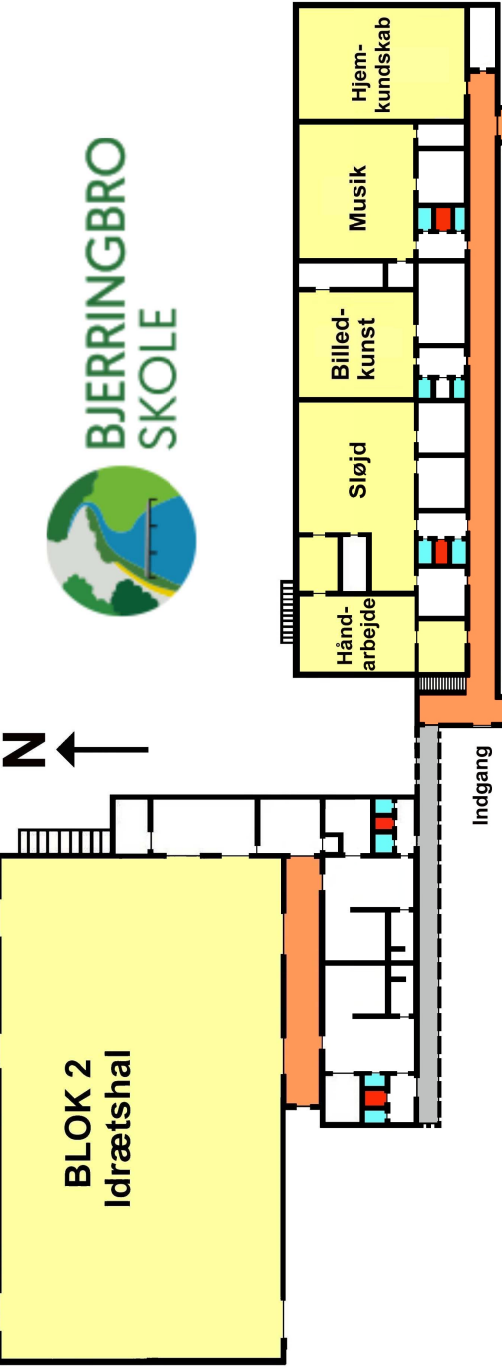 BJERRINGBRO
SKOLE
N
BLOK 2
Idrætshal
Indgang
Hånd-
arbejde
Sløjd
Billed-
kunst
Musik
Hjem-
kundskab